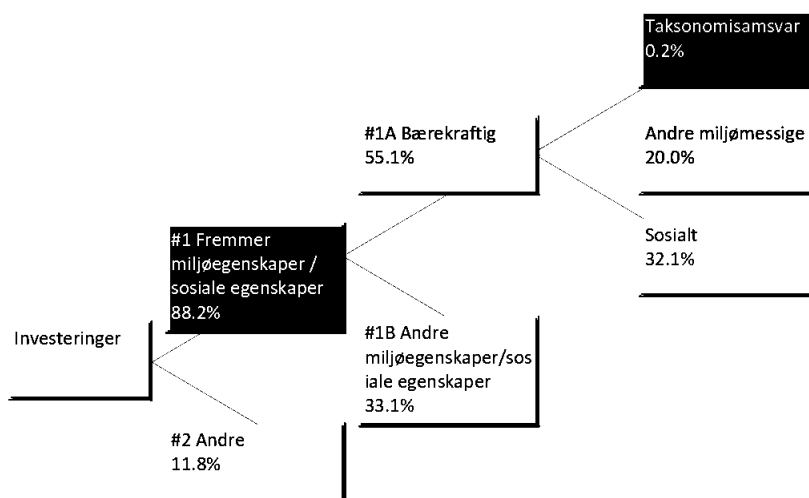 Taksonomisamsvar
0.2%
#1A Bærekraftig
55.1%
Andre miljømessige
20.0%
#1 Fremmer
miljøegenskaper /
sosiale egenskaper
88.2%
Sosialt
32.1%
Investeringer
#1B Andre
miljøegenskaper/sos
iale egenskaper
33.1%
#2 Andre
11.8%